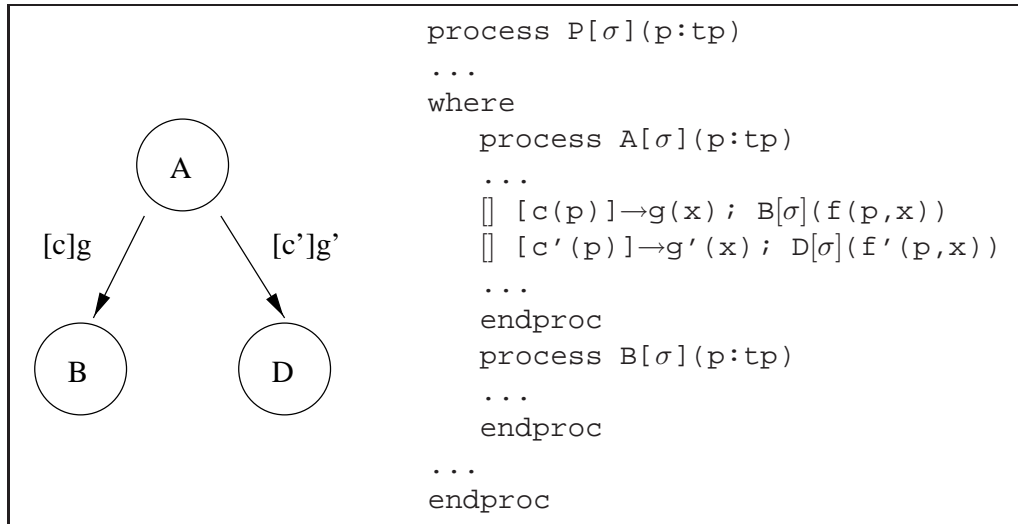 A
[c]g
[c']g'
B
D
process P[σ](p:tp)
...
where
process A[σ](p:tp)
...
[] [c(p)]→g(x); B[σ](f(p,x))
[] [c'(p)]→g'(x); D[σ](f'(p,x))
...
endproc
process B[σ](p:tp)
...
endproc
...
endproc